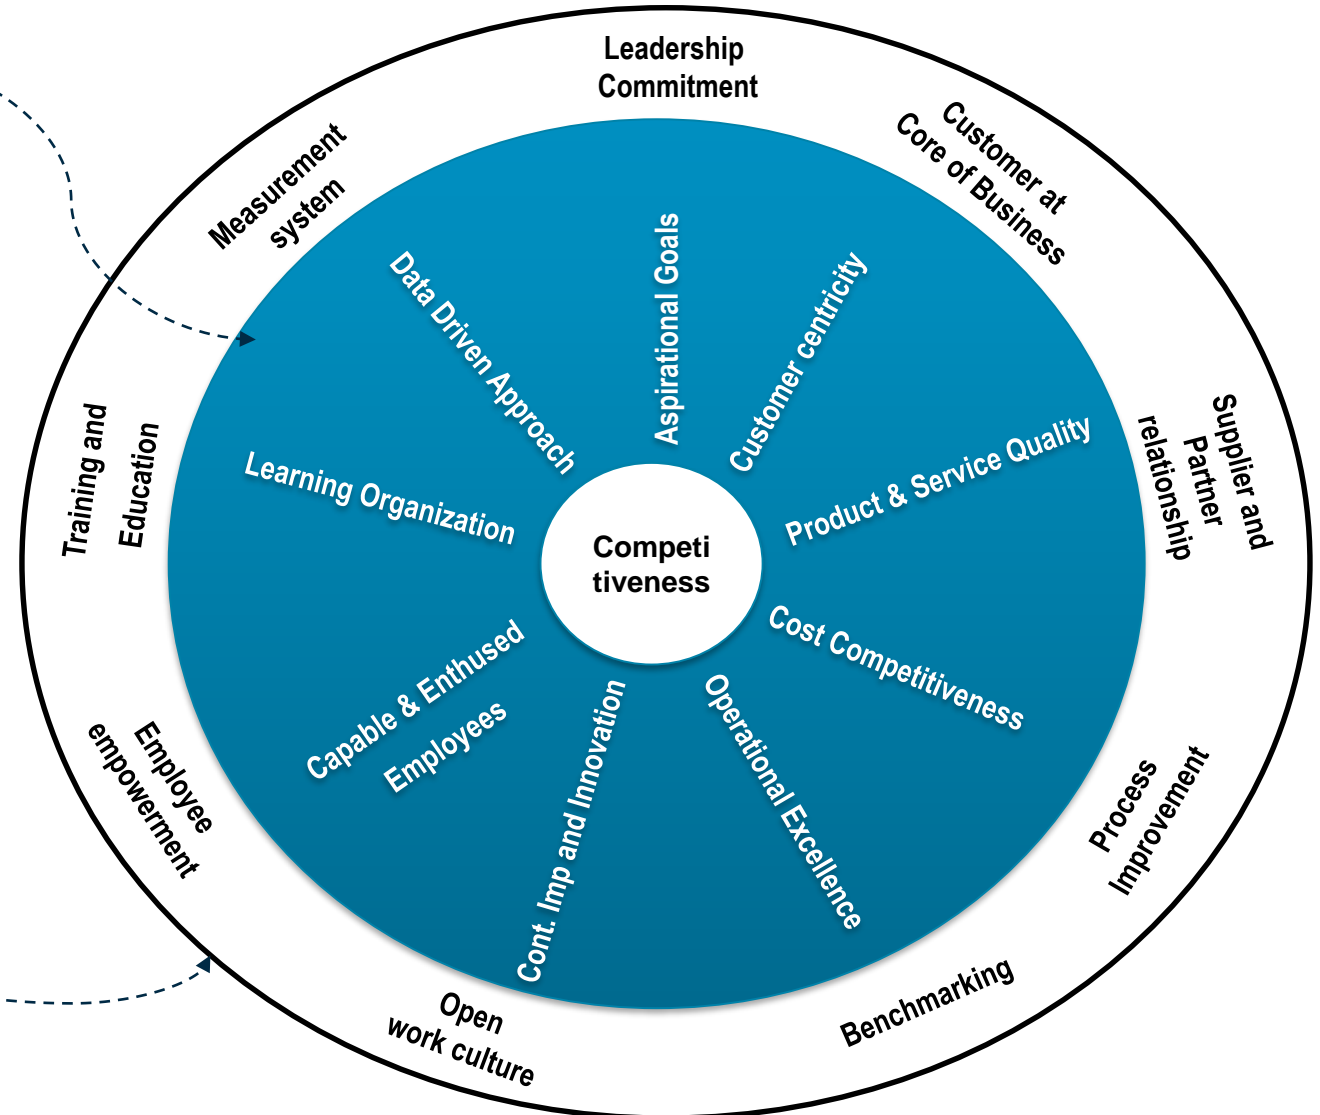 Leadership
Commitment
Customer at
Core of Business
Supplier and
Partner
relationship
Process
Improvement
Benchmarking
Open
work culture
Employee
empowerment
Training and
Education
Measurement
system
Aspirational Goals
Customer centricity
Product & Service Quality
Cost Competitiveness
Operational Excellence
Cont. Imp and Innovation
Capable & Enthused
Employees
Learning Organization
Data Driven Approach
Competi
tiveness